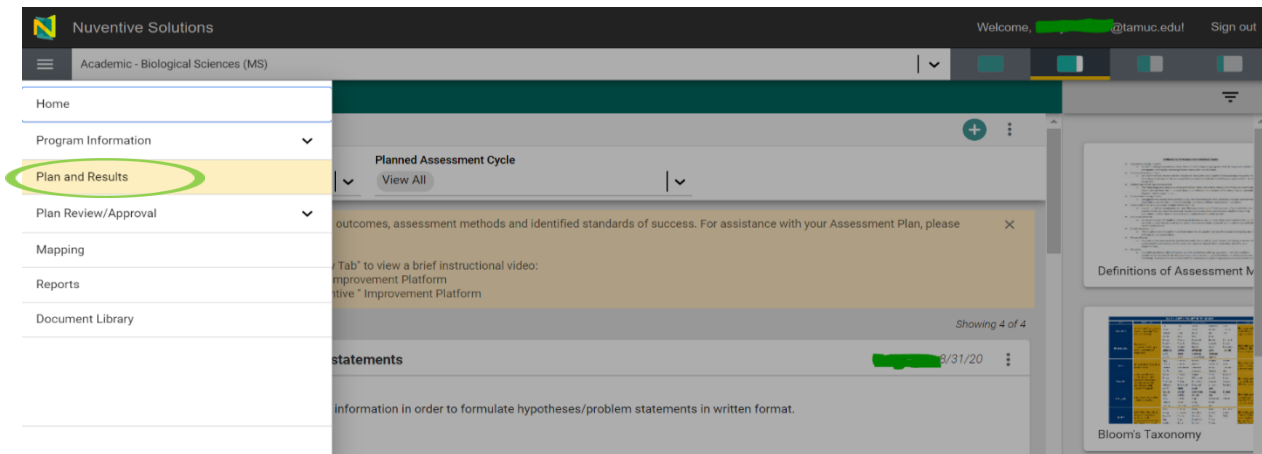 Nuventive Solutions
Welcome, @tamuc.edu! Sign out
Academic - Biological Sciences (MS)
Home
Program Information
Plan and Results
Plan Review/Approval
Mapping
Reports
Document Library
Planned Assessment Cycle
View All
outcomes, assessment methods and identified standards of success. For assistance with your Assessment Plan, please
Tab" to view a brief instructional video:
mprovement Platform
tive " Improvement Platform
Showing 4 of 4
statements
8/31/20
information in order to formulate hypotheses/problem statements in written format.
Definitions of Assessment M
Bloom's Taxonomy